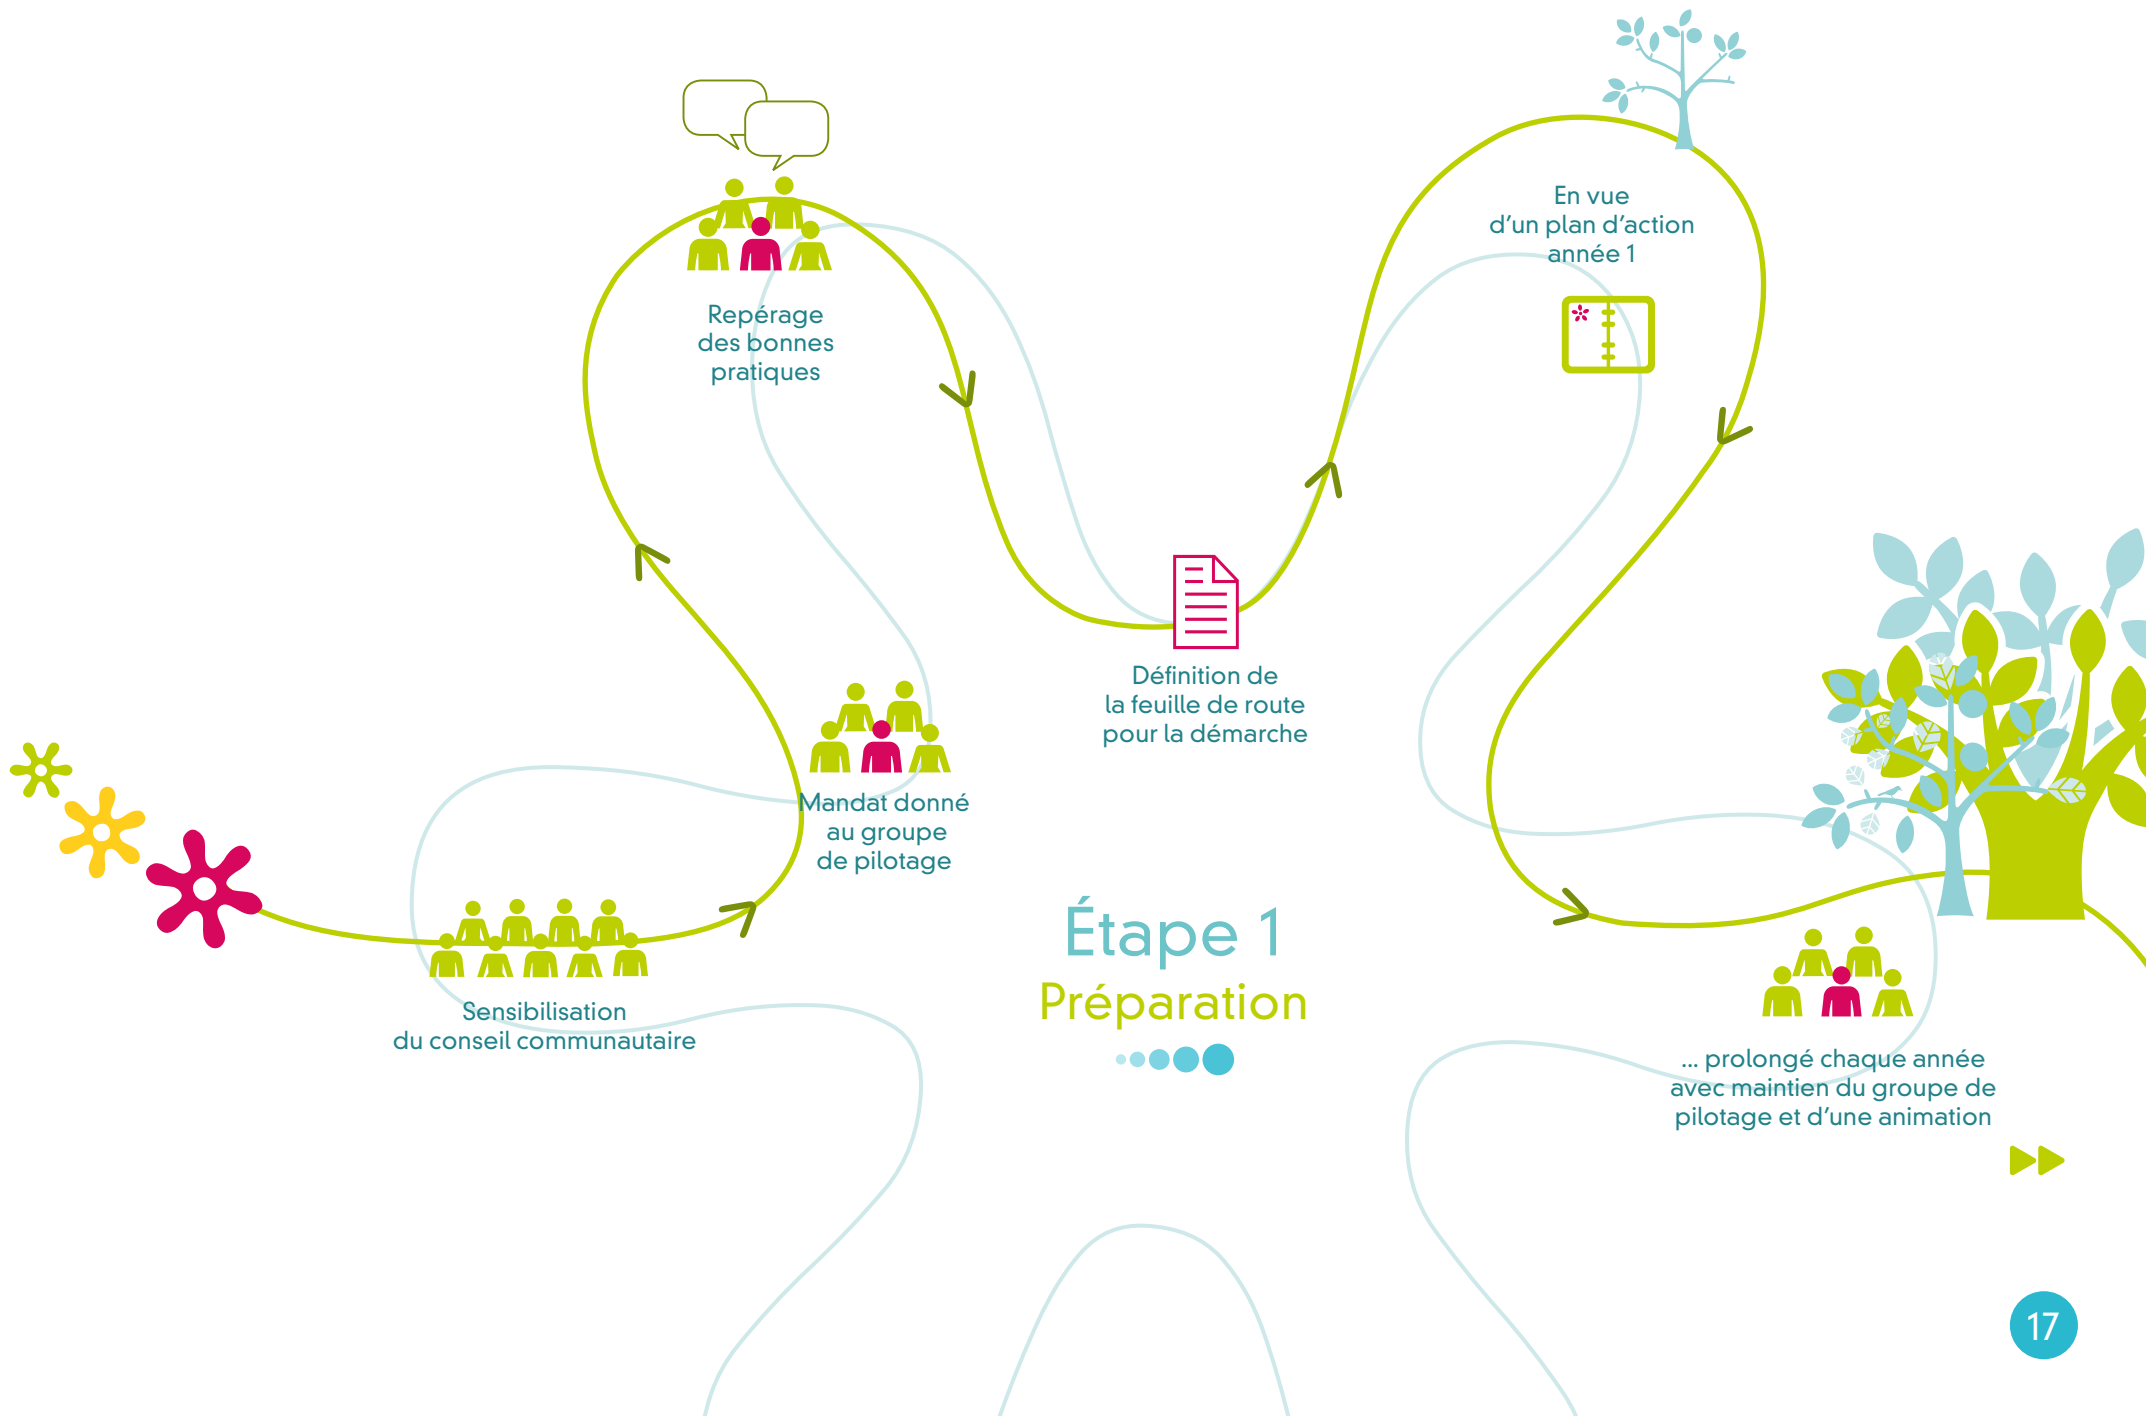 En vue
d’un plan d’action
année 1
Repérage
des bonnes
pratiques
Définition de
la feuille de route
pour la démarche
Mandat donné
au groupe
de pilotage
Étape 1
Préparation
Sensibilisation
du conseil communautaire
... prolongé chaque année
avec maintien du groupe de
pilotage et d’une animation
17